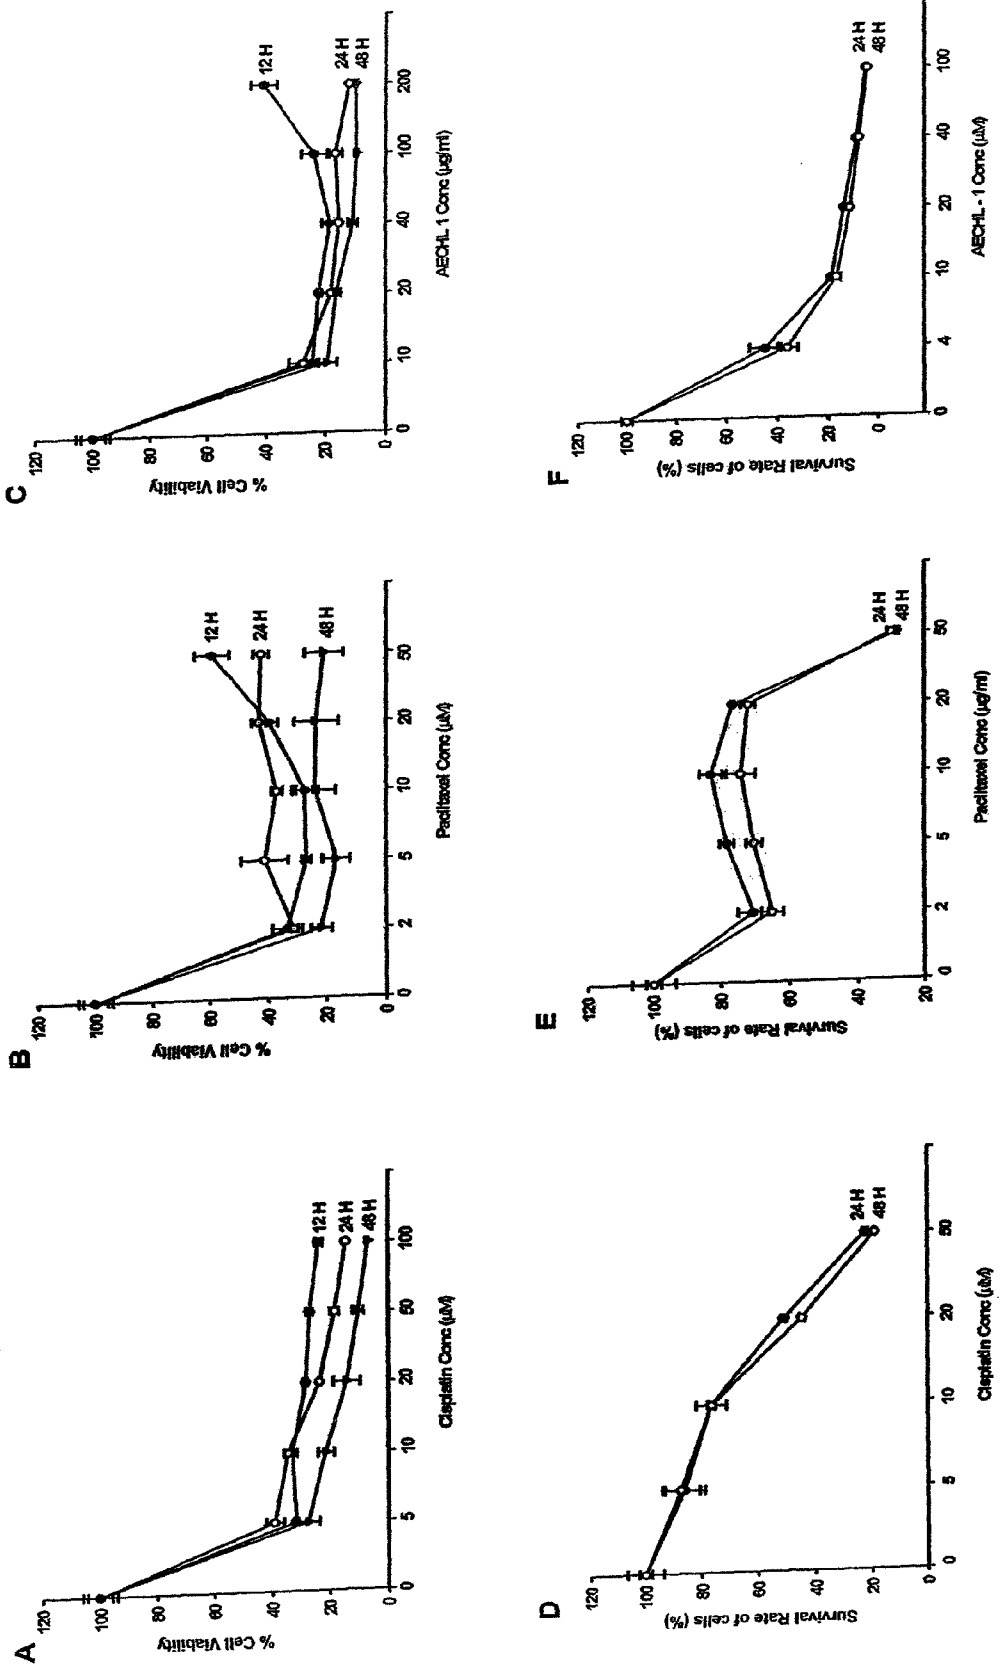 A
% Cell Viability
120
100
80
60
40
20
0
0 5 10 20 50 100
Cisplatin Conc (µM)
12 H
24 H
48 H
B
% Cell Viability
120
100
80
60
40
20
0
0 2 5 10 20 50
Paclitaxel Conc (µM)
12 H
24 H
48 H
C
% Cell Viability
120
100
80
60
40
20
0
0 10 20 40 100 200
AECHL 1 Conc (µg/ml)
12 H
24 H
48 H
D
Survival Rate of cells (%)
120
100
80
60
40
20
0
0 5 10 20 50
Cisplatin Conc (µM)
24 H
48 H
E
Survival Rate of cells (%)
120
100
80
60
40
20
0 2 5 10 20 50
Paclitaxel Conc (µg/ml)
24 H
48 H
F
Survival Rate of cells (%)
120
100
80
60
40
20
0
0 4 10 20 40 100
AECHL - 1 Conc (µM)
24 H
48 H